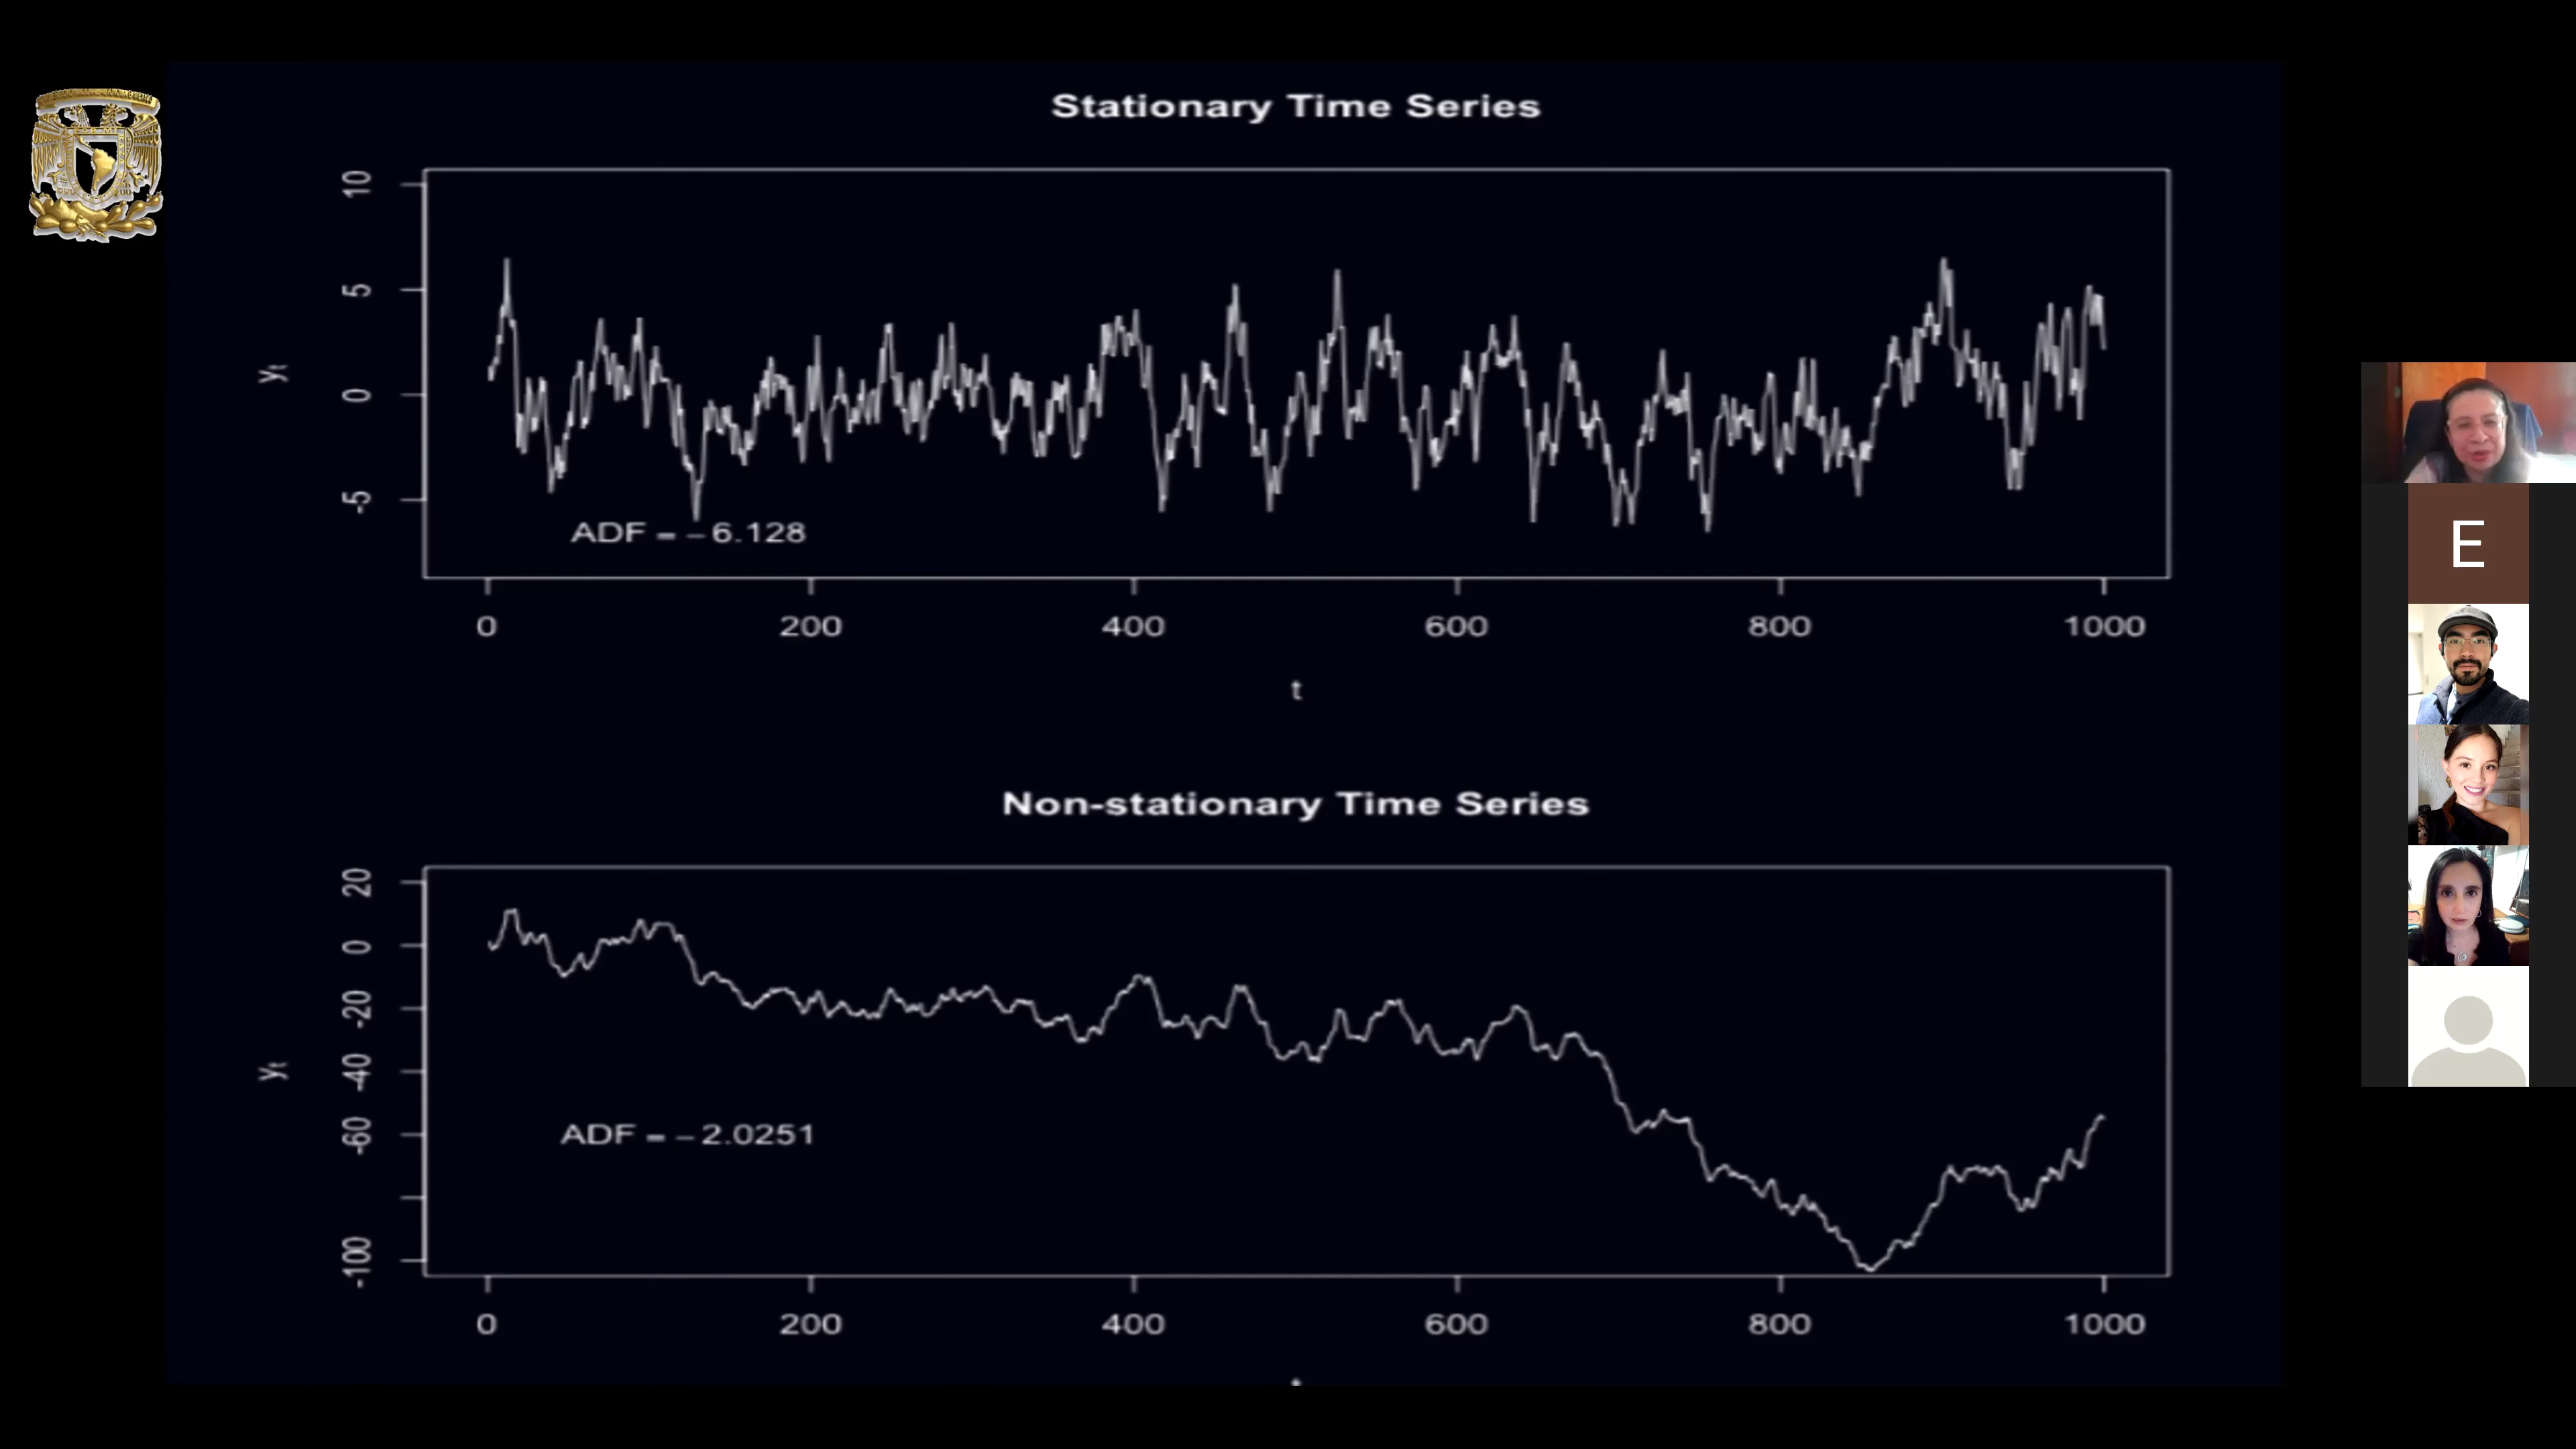 Stationary Time Series
10
5
0
-5
yt
ADF = − 6.128
0 200 400 600 800 1000
t
E
Non-stationary Time Series
20
0
-20
-40
-60
-100
yt
ADF = − 2.0251
0 200 400 600 800 1000